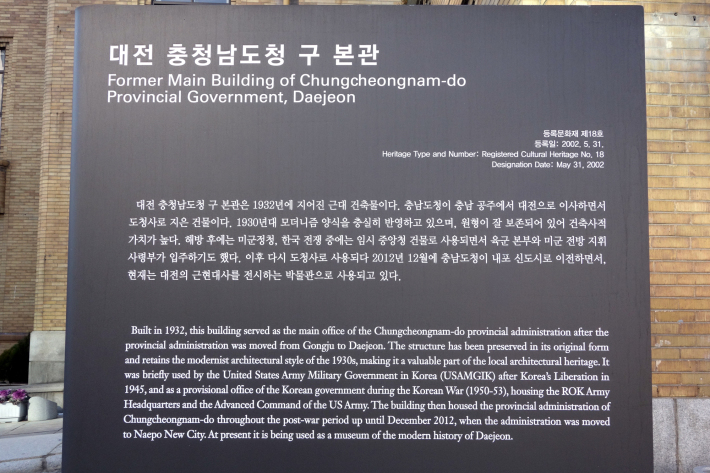 대전 충청남도청 구 본관
Former Main Building of Chungcheongnam-do
Provincial Government, Daejeon
등록문화재 제18호
등록일: 2002. 5. 31.
Heritage Type and Number: Registered Cultural Heritage No. 18
Designation Date: May 31, 2002
대전 충청남도청 구 본관은 1932년에 지어진 근대 건축물이다. 충남도청이 충남 공주에서 대전으로 이사하면서
도청사로 지은 건물이다. 1930년대 모더니즘 양식을 충실히 반영하고 있으며, 원형이 잘 보존되어 있어 건축사적
가치가 높다. 해방 후에는 미군정청, 한국 전쟁 중에는 임시 중앙청 건물로 사용되면서 육군 본부와 미군 전방 지휘
사령부가 입주하기도 했다. 이후 다시 도청사로 사용되다 2012년 12월에 충남도청이 내포 신도시로 이전하면서,
현재는 대전의 근현대사를 전시하는 박물관으로 사용되고 있다.
Built in 1932, this building served as the main office of the Chungcheongnam-do provincial administration after the
provincial administration was moved from Gongju to Daejeon. The structure has been preserved in its original form
and retains the modernist architectural style of the 1930s, making it a valuable part of the local architectural heritage. It
was briefly used by the United States Army Military Government in Korea (USAMGIK) after Korea's Liberation in
1945, and as a provisional office of the Korean government during the Korean War (1950-53), housing the ROK Army
Headquarters and the Advanced Command of the US Army. The building then housed the provincial administration of
Chungcheongnam-do throughout the post-war period up until December 2012, when the administration was moved
to Naepo New City. At present it is being used as a museum of the modern history of Daejeon.